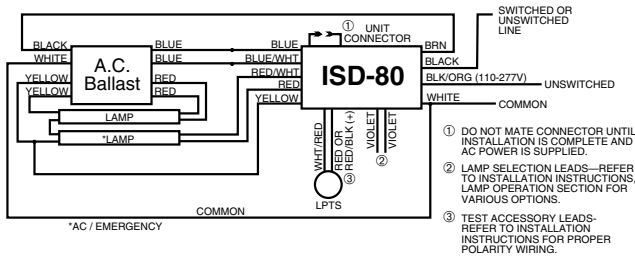 ① UNIT
CONNECTOR
SWITCHED OR
UNSWITCHED
LINE
BLACK
WHITE
YELLOW
YELLOW
A.C.
Ballast
BLUE
BLUE
RED
RED
BLUE
BLUE/WHT
RED/WHT
RED
YELLOW
ISD-80
BRN
BLACK
BLK/ORG (110-277V)
UNSWITCHED
WHITE
COMMON
LAMP
*LAMP
WHT/RED
RED OR
RED/BLK (+)
③
VIOLET
VIOLET
②
LPTS
COMMON
*AC / EMERGENCY
① DO NOT MATE CONNECTOR UNTIL
INSTALLATION IS COMPLETE AND
AC POWER IS SUPPLIED.
② LAMP SELECTION LEADS—REFER
TO INSTALLATION INSTRUCTIONS,
LAMP OPERATION SECTION FOR
VARIOUS OPTIONS.
③ TEST ACCESSORY LEADS-
REFER TO INSTALLATION
INSTRUCTIONS FOR PROPER
POLARITY WIRING.